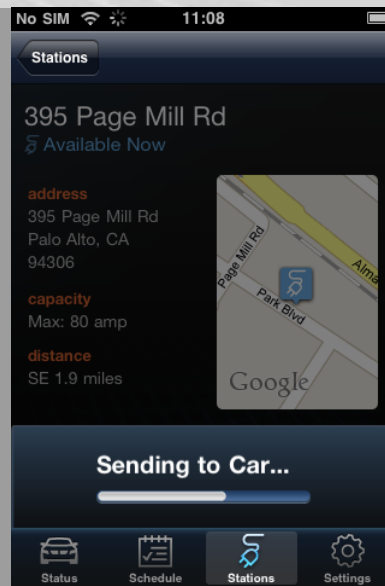 No SIM 11:08
Stations
395 Page Mill Rd
Available Now
address
395 Page Mill Rd
Palo Alto, CA
94306
capacity
Max: 80 amp
distance
SE 1.9 miles
Page Mill Rd
Alma
Park Blvd
Google
Sending to Car...
Status Schedule Stations Settings